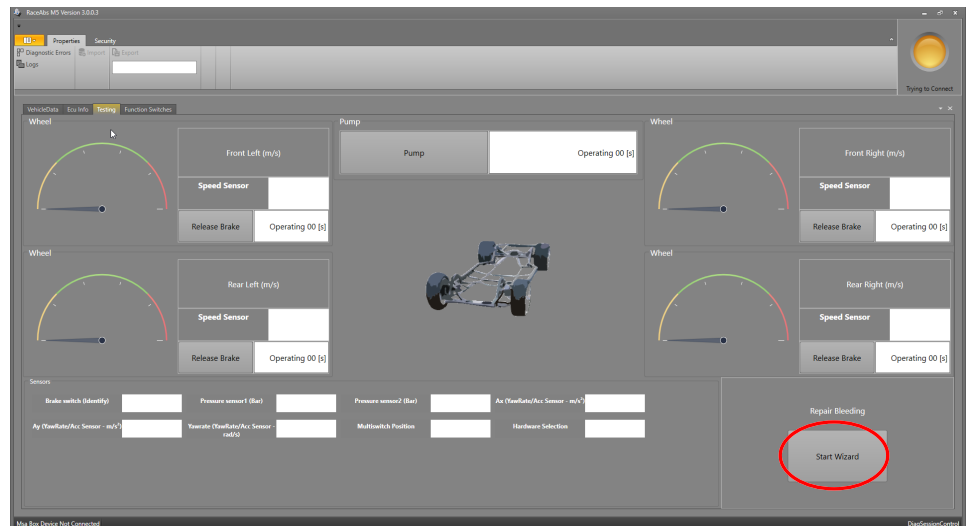 RaceAbs M5 Version 3.0.0.3
Properties Security
Diagnostic Errors Import Export
Logs
Trying to Connect
VehicleData Ecu Info Testing Function Switches
Wheel
Front Left (m/s)
Speed Sensor
Release Brake Operating 00 [s]
Pump
Pump Operating 00 [s]
Wheel
Front Right (m/s)
Speed Sensor
Release Brake Operating 00 [s]
Wheel
Rear Left (m/s)
Speed Sensor
Release Brake Operating 00 [s]
Wheel
Rear Right (m/s)
Speed Sensor
Release Brake Operating 00 [s]
Sensors
Brake switch (Identify) Pressure sensor1 (Bar) Pressure sensor2 (Bar) Ax (YawRate/Acc Sensor - m/s²)
Ay (YawRate/Acc Sensor - m/s²) Yawrate (YawRate/Acc Sensor - rad/s) Multiswitch Position Hardware Selection
Repair Bleeding
Start Wizard
Msa Box Device Not Connected DiagSessionControl